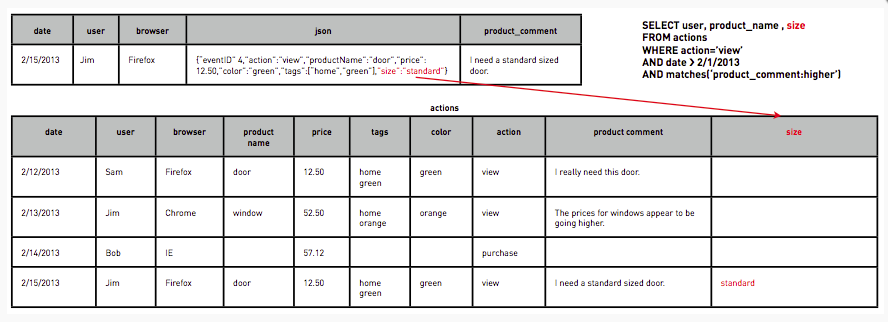 date user browser json product_comment
2/15/2013 Jim Firefox {"eventID" 4,"action":"view","productName":"door","price": I need a standard sized
12.50,"color":"green","tags":["home","green"],"size":"standard"} door.
SELECT user, product_name , size
FROM actions
WHERE action='view'
AND date > 2/1/2013
AND matches('product_comment:higher')
actions
date user browser product price tags color action product comment size
name
2/12/2013 Sam Firefox door 12.50 home green view I really need this door.
green
2/13/2013 Jim Chrome window 52.50 home orange view The prices for windows appear to be
orange going higher.
2/14/2013 Bob IE 57.12 purchase
2/15/2013 Jim Firefox door 12.50 home green view I need a standard sized door. standard
green